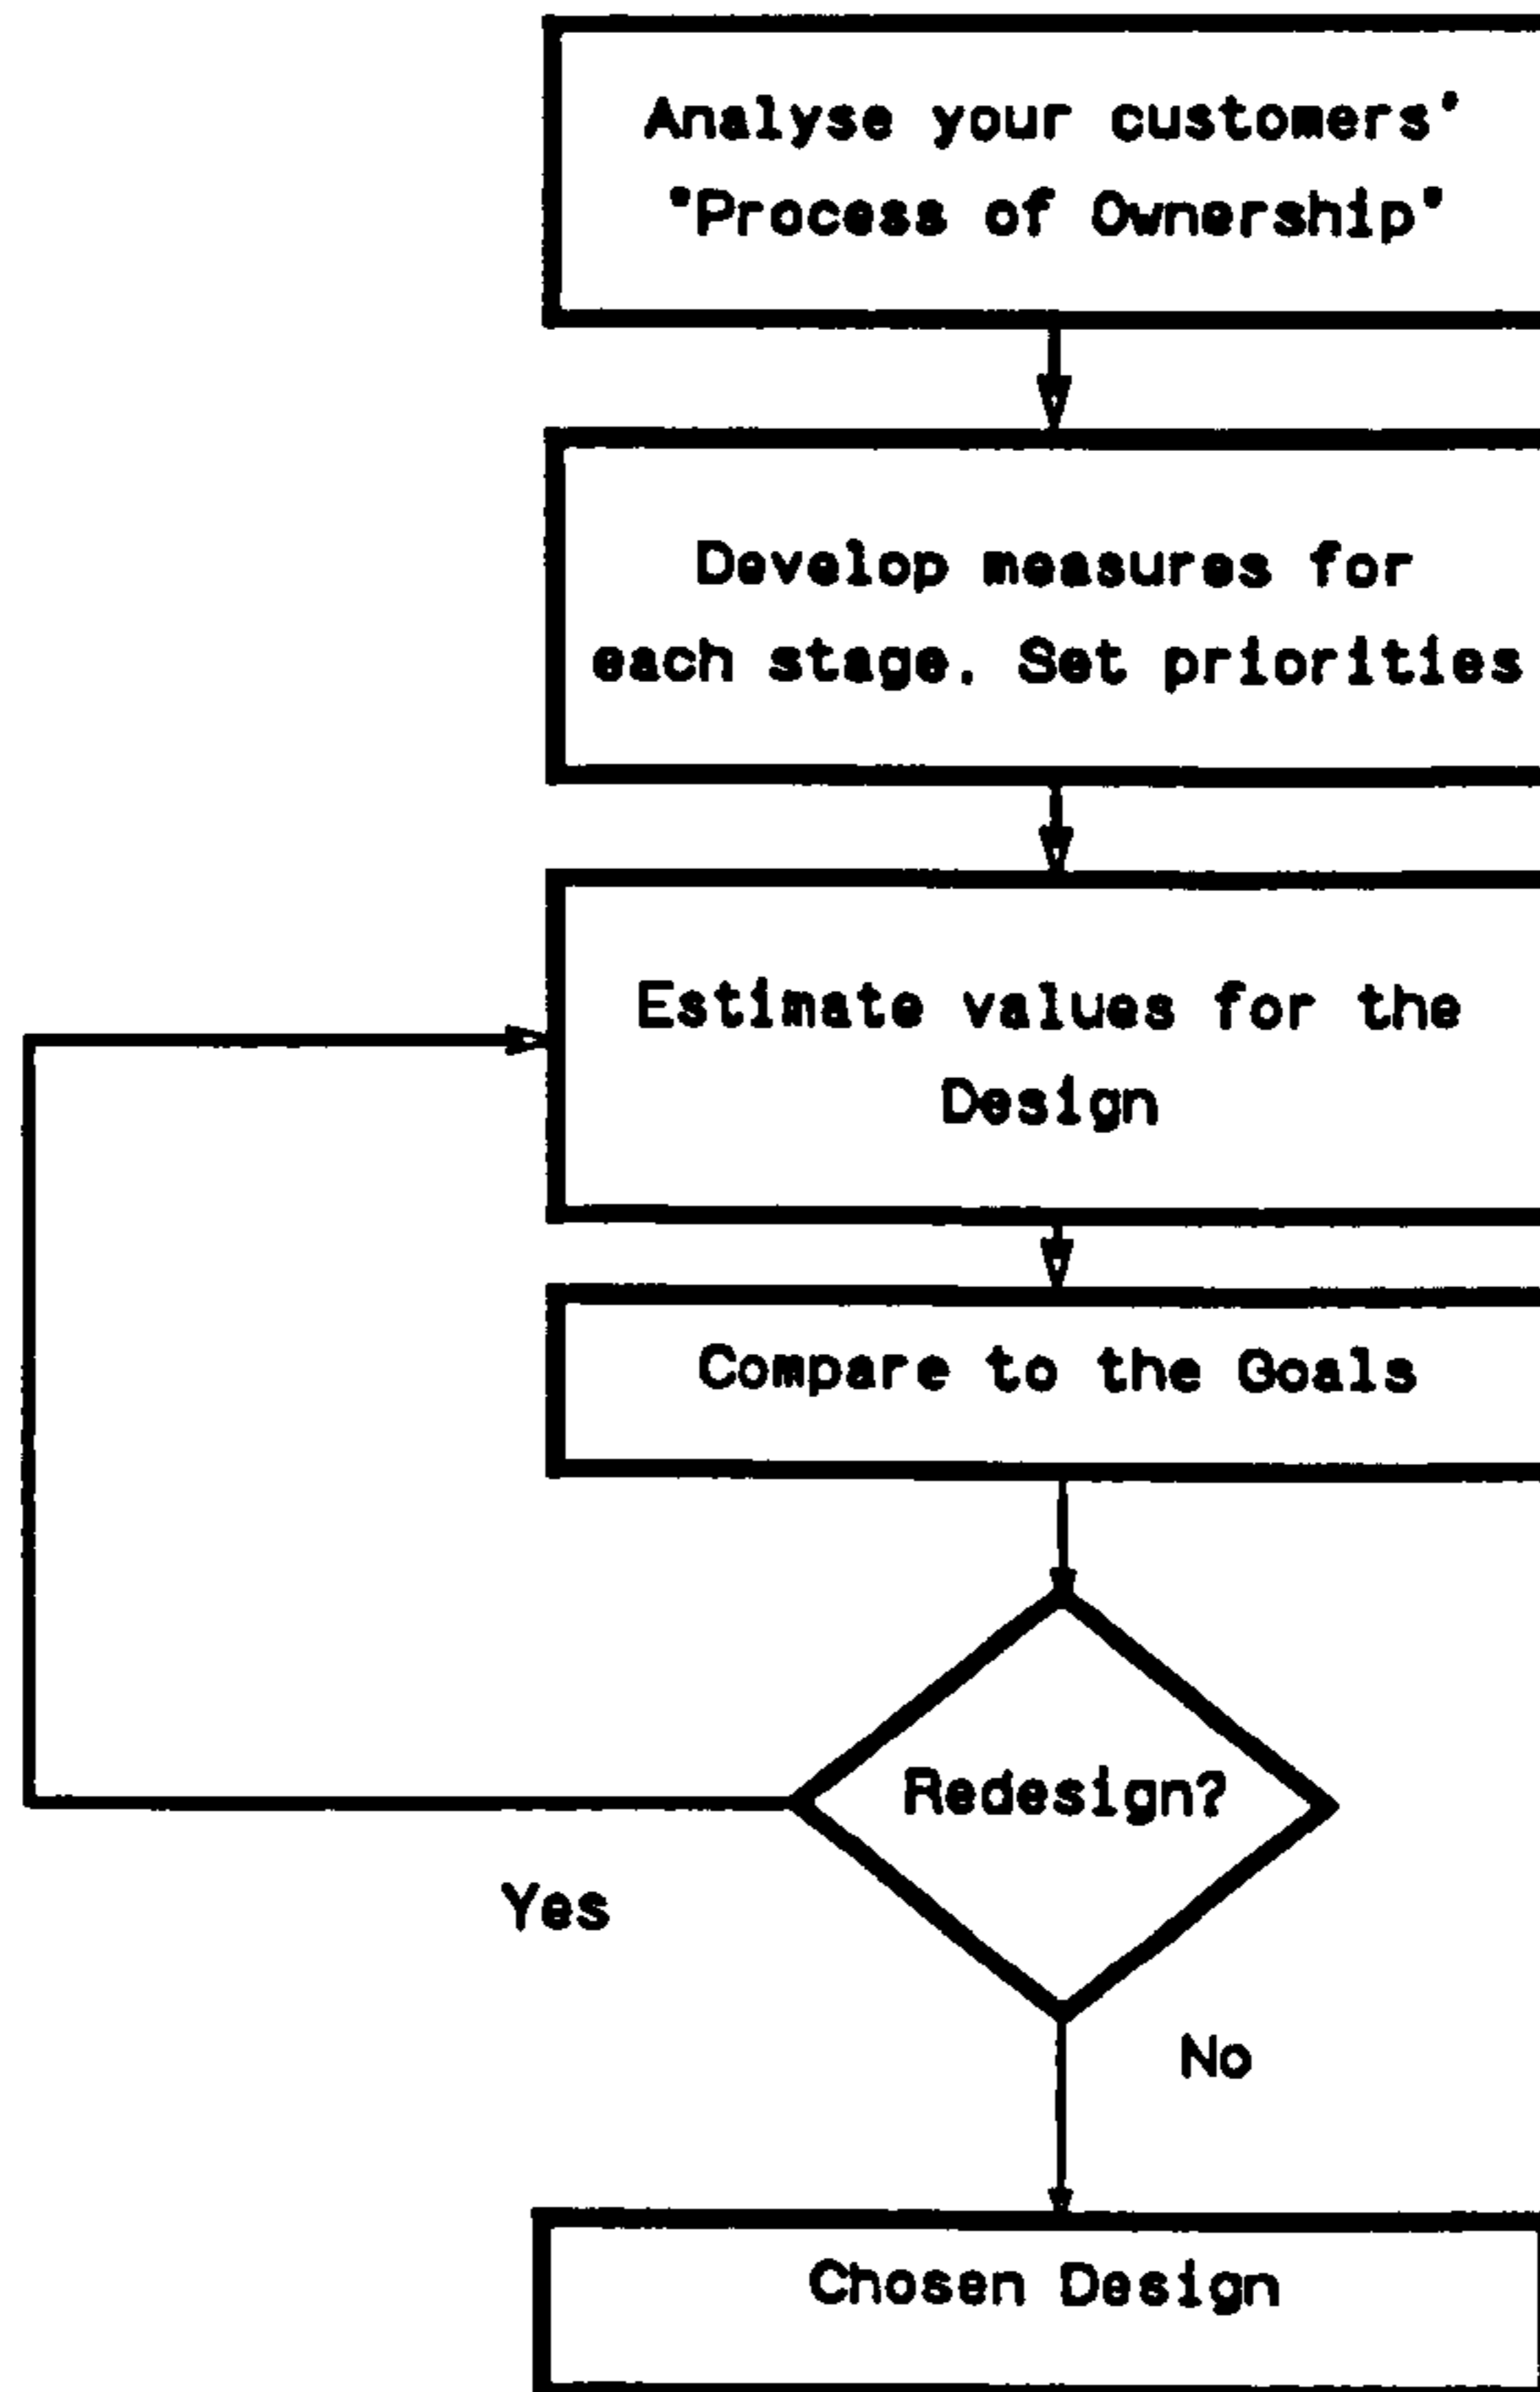 Analyse your customers'
'Process of Ownership'
Develop measures for
each stage. Set priorities
Estimate values for the
Design
Compare to the Goals
Redesign?
Yes
No
Chosen Design